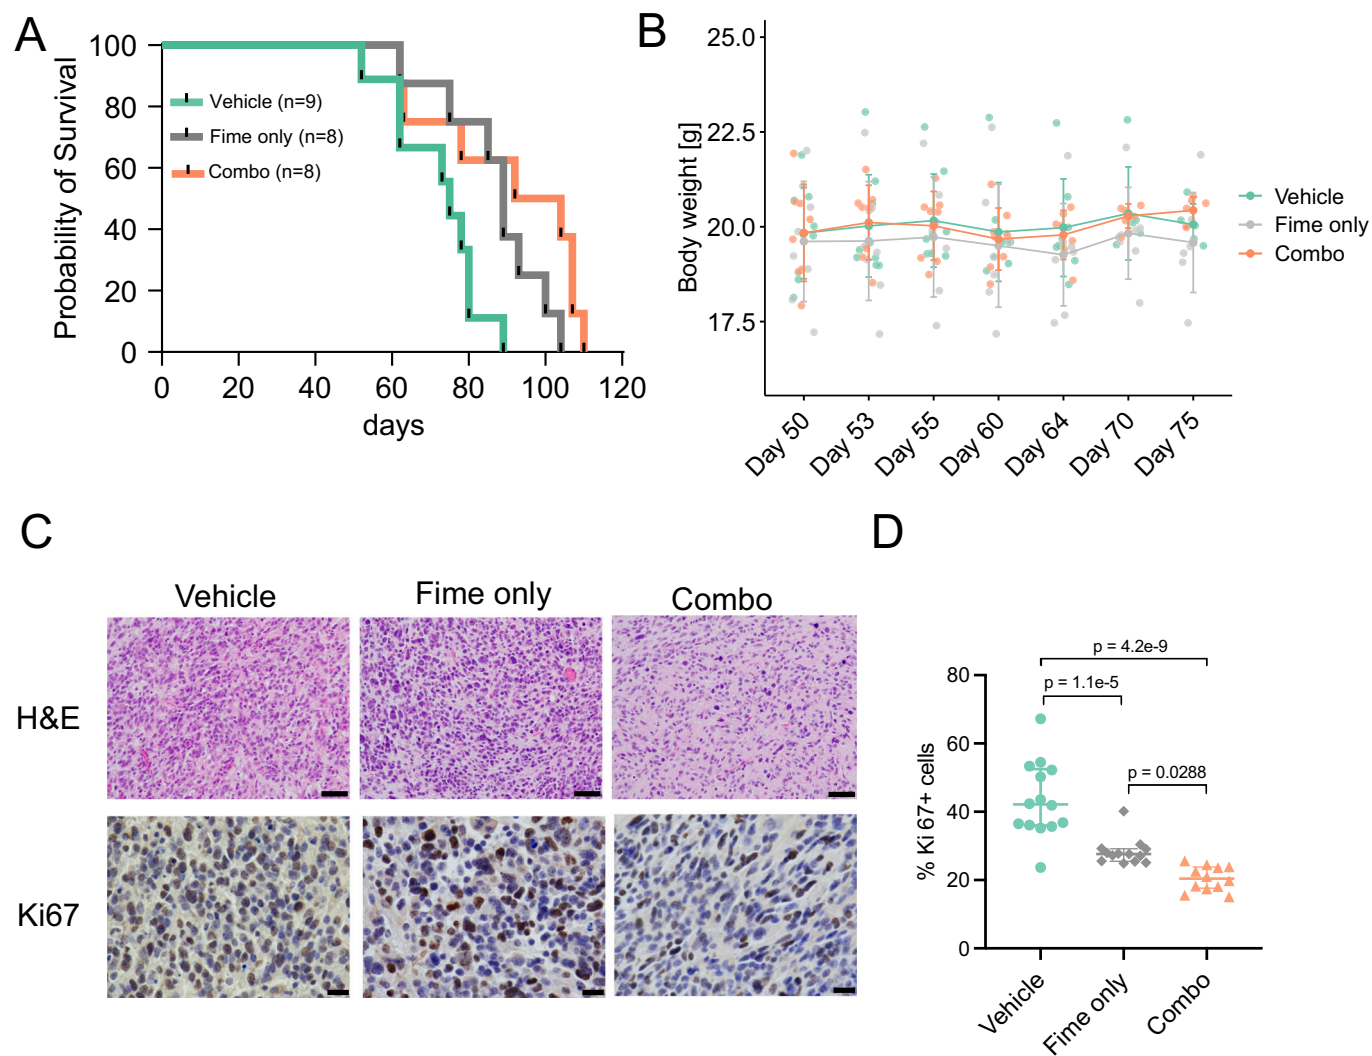 A
Probability of Survival
100
80
60
40
20
0
Vehicle (n=9)
Fime only (n=8)
Combo (n=8)
0 20 40 60 80 100 120
days
B
Body weight [g]
25.0
22.5
20.0
17.5
Day 50 Day 53 Day 55 Day 60 Day 64 Day 70 Day 75
Vehicle
Fime only
Combo
C
Vehicle Fime only Combo
H&E
Ki67
D
% Ki 67+ cells
80
60
40
20
0
p = 4.2e-9
p = 1.1e-5
p = 0.0288
Vehicle Fime only Combo